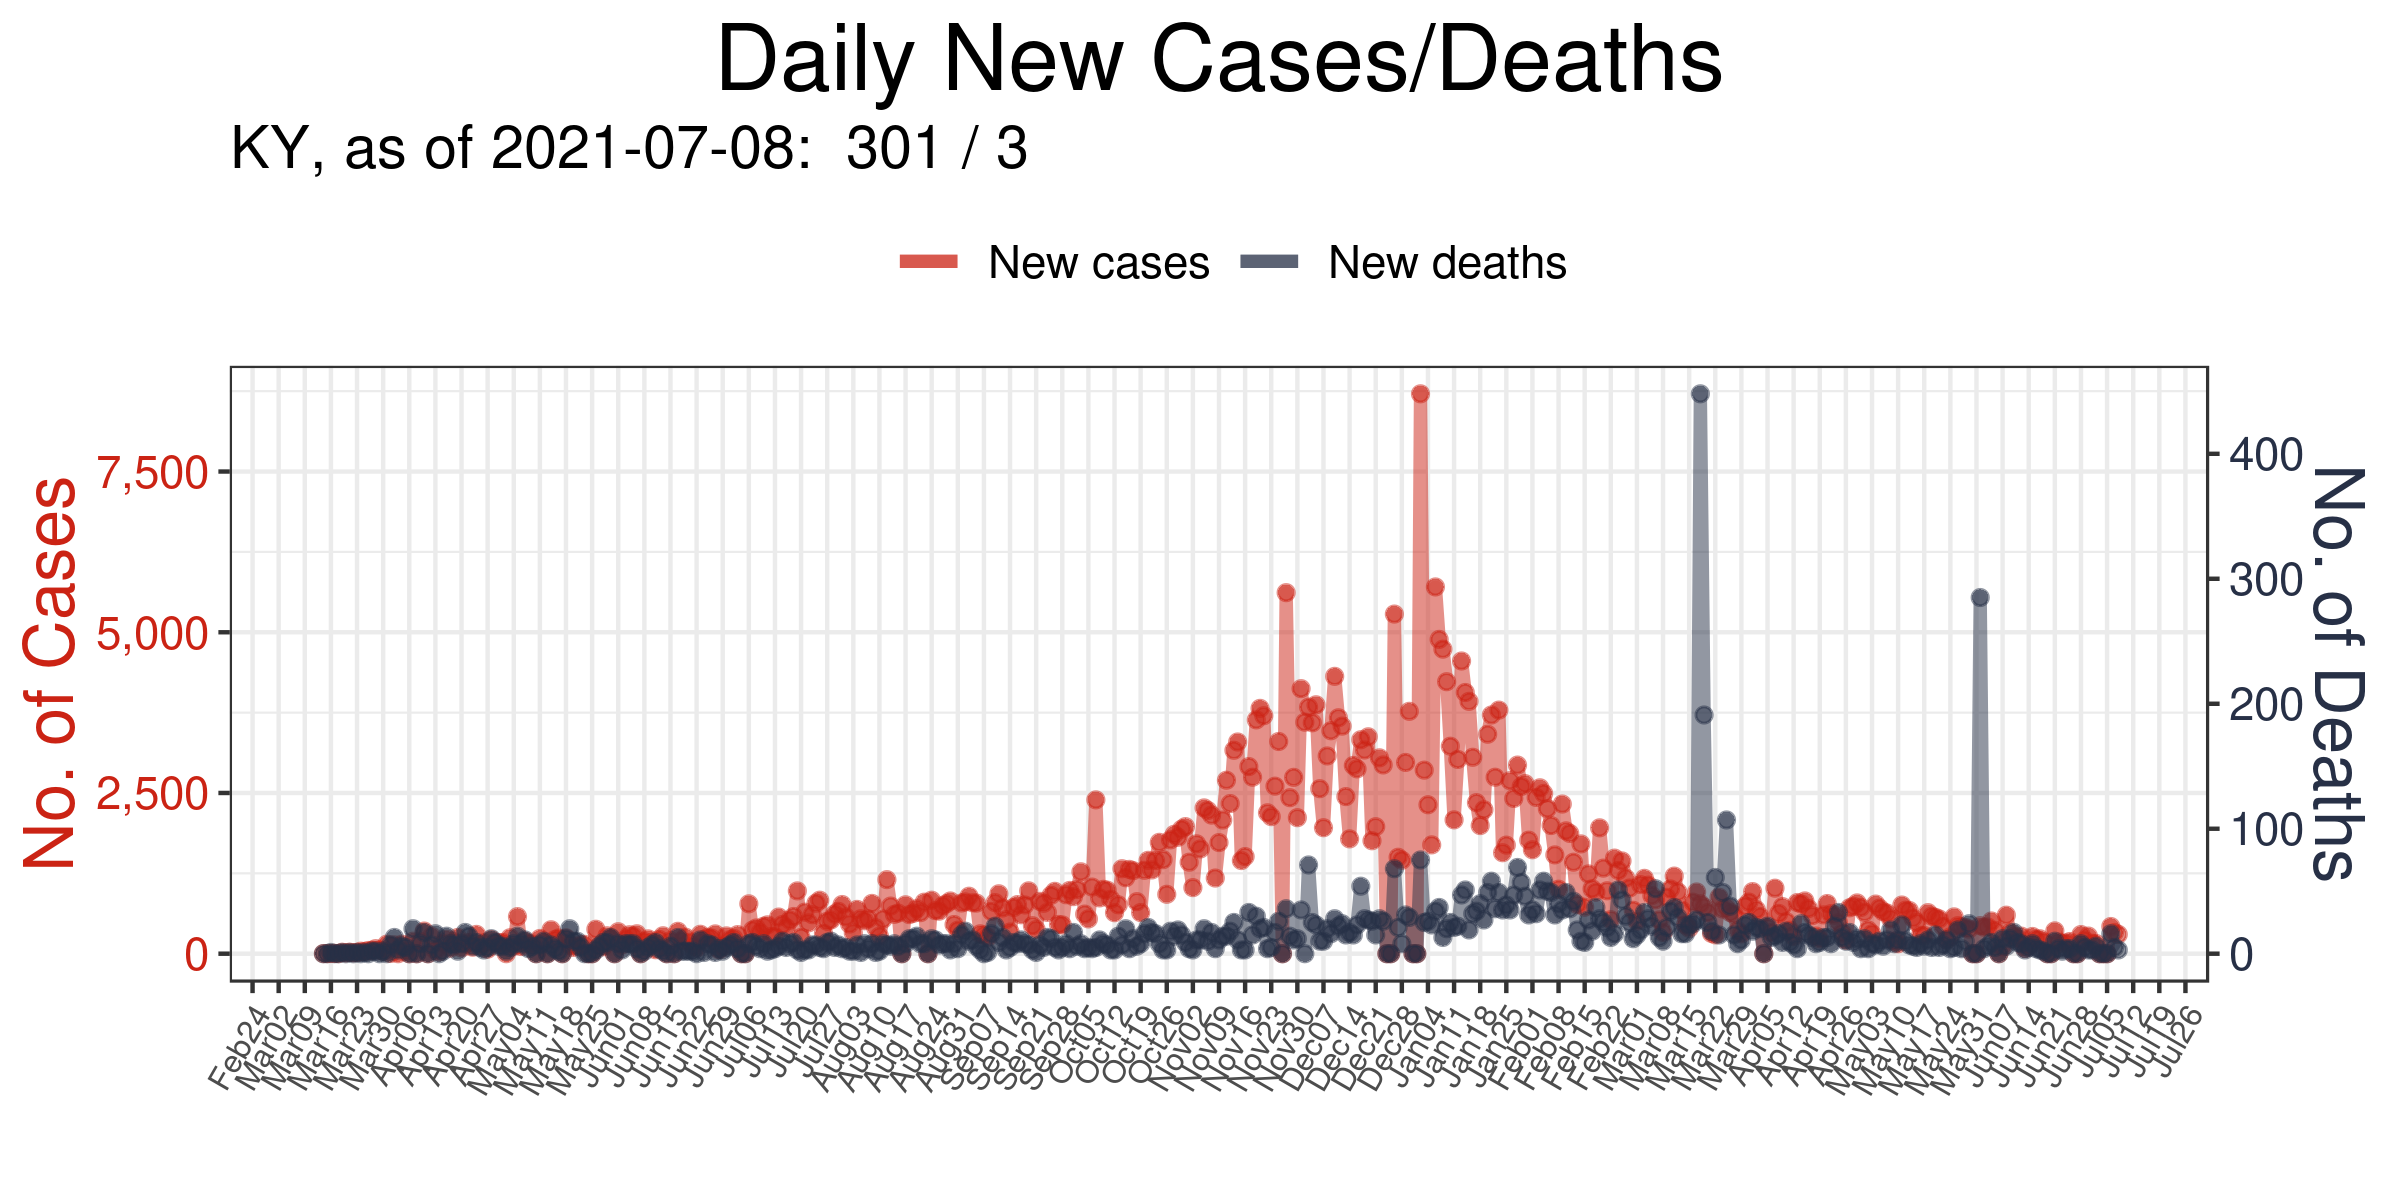 Daily New Cases/Deaths
KY, as of 2021-07-08:  301 / 3
New cases
New deaths
No. of Cases
7,500
5,000
2,500
0
400
300
200
100
0
No. of Deaths
Feb24
Mar02
Mar09
Mar16
Mar23
Mar30
Apr06
Apr13
Apr20
Apr27
May04
May11
May18
May25
Jun01
Jun08
Jun15
Jun22
Jun29
Jul06
Jul13
Jul20
Jul27
Aug03
Aug10
Aug17
Aug24
Aug31
Sep07
Sep14
Sep21
Sep28
Oct05
Oct12
Oct19
Oct26
Nov02
Nov09
Nov16
Nov23
Nov30
Dec07
Dec14
Dec21
Dec28
Jan04
Jan11
Jan18
Jan25
Feb01
Feb08
Feb15
Feb22
Mar01
Mar08
Mar15
Mar22
Mar29
Apr05
Apr12
Apr19
Apr26
May03
May10
May17
May24
May31
Jun07
Jun14
Jun21
Jun28
Jul05
Jul12
Jul19
Jul26